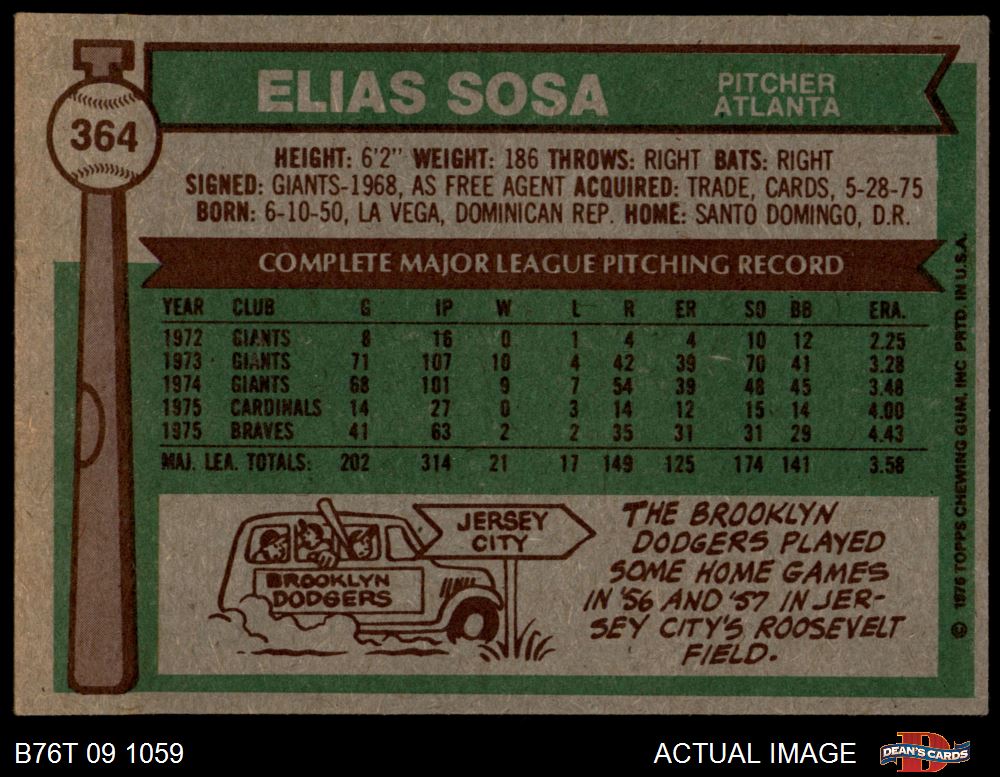 364
ELIAS SOSA
PITCHER
ATLANTA
HEIGHT: 6'2" WEIGHT: 186 THROWS: RIGHT BATS: RIGHT
SIGNED: GIANTS-1968, AS FREE AGENT ACQUIRED: TRADE, CARDS, 5-28-75
BORN: 6-10-50, LA VEGA, DOMINICAN REP. HOME: SANTO DOMINGO, D.R.
COMPLETE MAJOR LEAGUE PITCHING RECORD
YEAR CLUB G IP W L R ER SO BB ERA.
1972 GIANTS 8 16 0 1 4 4 10 12 2.25
1973 GIANTS 71 107 10 4 42 39 70 41 3.28
1974 GIANTS 68 101 9 7 54 39 48 45 3.48
1975 CARDINALS 14 27 0 3 14 12 15 14 4.00
1975 BRAVES 41 63 2 2 35 31 31 29 4.43
MAJ. LEA. TOTALS: 202 314 21 17 149 125 174 141 3.58
JERSEY
CITY
BROOKLYN
DODGERS
THE BROOKLYN
DODGERS PLAYED
SOME HOME GAMES
IN '56 AND '57 IN JER-
SEY CITY'S ROOSEVELT
FIELD.
© 1976 TOPPS CHEWING GUM, INC PRTD. IN U.S.A.
B76T 09 1059
ACTUAL IMAGE
DEAN'S CARDS